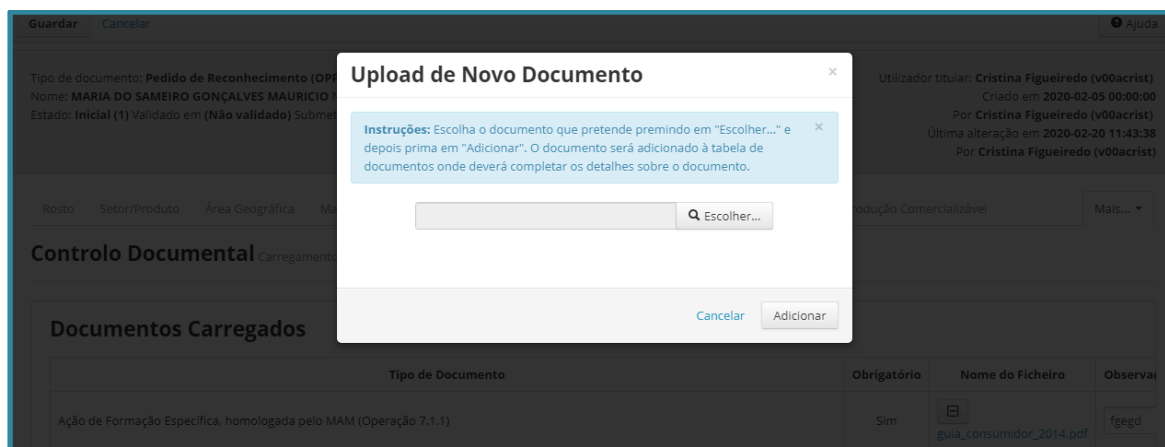 Guardar Cancelar Ajuda
Upload de Novo Documento ×
Tipo de documento: Pedido de Reconhecimento (OP
Nome: MARIA DO SAMEIRO GONÇALVES MAURICIO
Estado: Inicial (1) Validado em (Não validado) Submet
Utilizador titular: Cristina Figueiredo (v00acrist)
Criado em 2020-02-05 00:00:00
Por Cristina Figueiredo (v00acrist)
Última alteração em 2020-02-20 11:43:38
Por Cristina Figueiredo (v00acrist)
Instruções: Escolha o documento que pretende premindo em "Escolher..." e ×
depois prima em "Adicionar". O documento será adicionado à tabela de
documentos onde deverá completar os detalhes sobre o documento.
Escolher...
Rosto Setor/Produto Área Geográfica Ma rodução Comercializável Mais...
Controlo Documental Carregamento
Cancelar Adicionar
Documentos Carregados
Tipo de Documento Obrigatório Nome do Ficheiro Observa
Ação de Formação Específica, homologada pelo MAM (Operação 7.1.1) Sim fgegd
guia_consumidor_2014.pdf